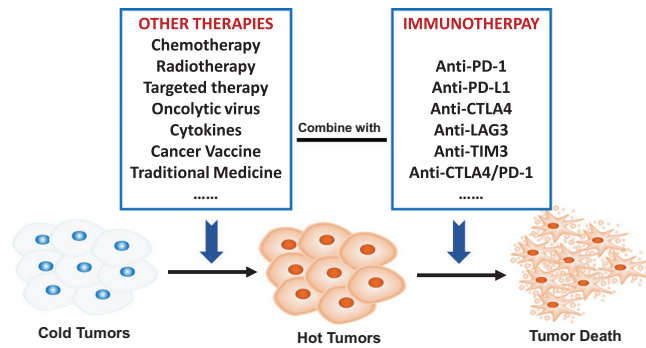 OTHER THERAPIES
Chemotherapy
Radiotherapy
Targeted therapy
Oncolytic virus
Cytokines
Cancer Vaccine
Traditional Medicine
......
Combine with
IMMUNOTHERPAY
Anti-PD-1
Anti-PD-L1
Anti-CTLA4
Anti-LAG3
Anti-TIM3
Anti-CTLA4/PD-1
......
Cold Tumors
Hot Tumors
Tumor Death